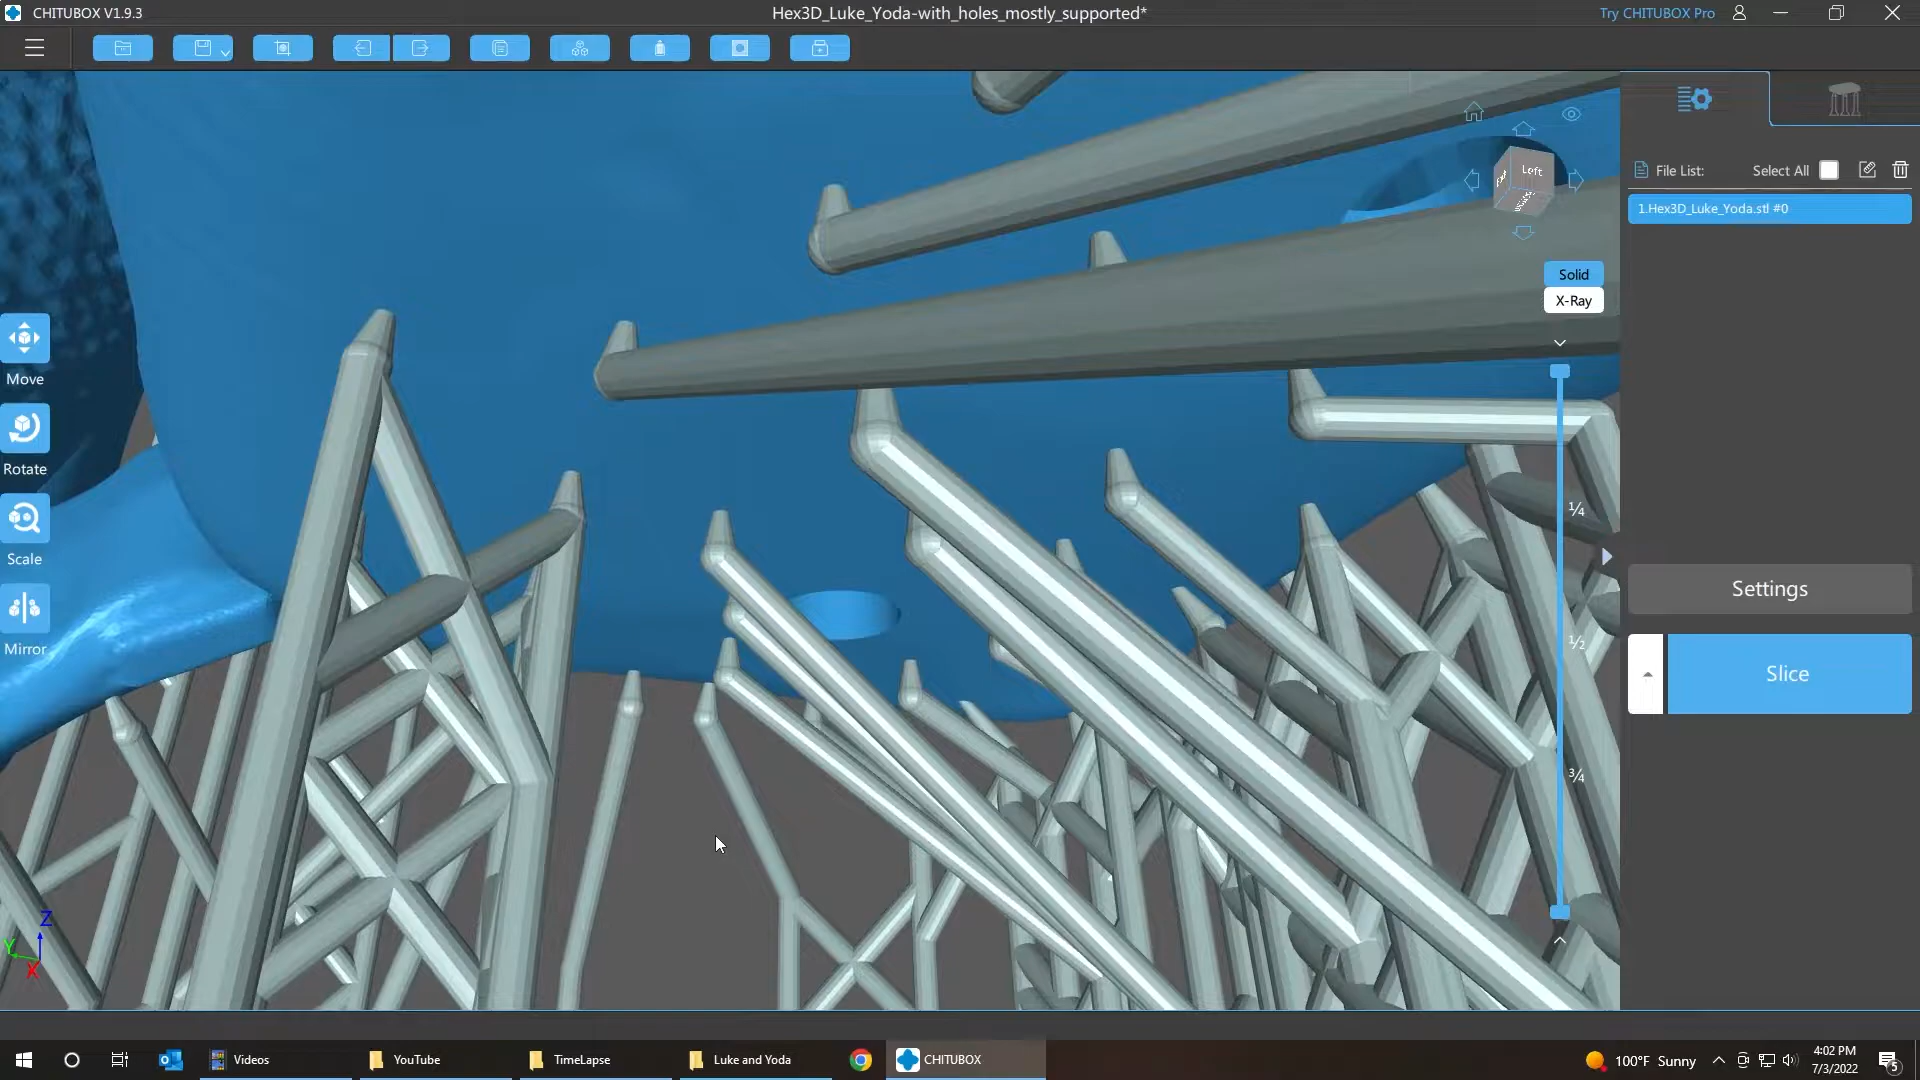 CHITUBOX V1.9.3
Hex3D_Luke_Yoda-with_holes_mostly_supported*
Try CHITUBOX Pro
File List:
Select All
1.Hex3D_Luke_Yoda.stl #0
Left
Solid
X-Ray
Move
Rotate
Scale
Mirror
¼
½
¾
Settings
Slice
Z
Y
X
Videos
YouTube
TimeLapse
Luke and Yoda
CHITUBOX
100°F Sunny
4:02 PM
7/3/2022
5